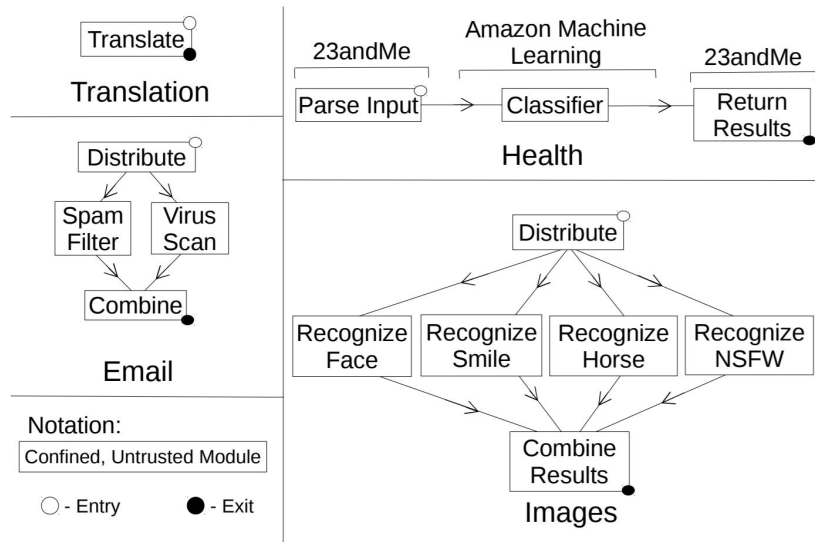 Translate
Translation
Distribute
Spam
Filter
Virus
Scan
Combine
Email
Notation:
Confined, Untrusted Module
- Entry
- Exit
23andMe
Amazon Machine
Learning
23andMe
Parse Input
Classifier
Return
Results
Health
Distribute
Recognize
Face
Recognize
Smile
Recognize
Horse
Recognize
NSFW
Combine
Results
Images